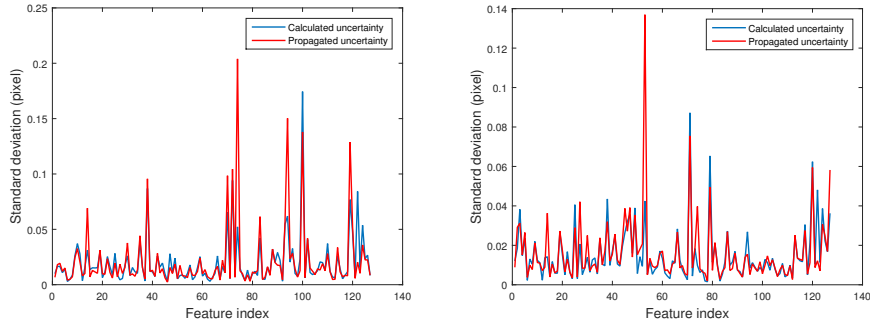 0.25
0.2
0.15
0.1
0.05
0
Standard deviation (pixel)
Calculated uncertainty
Propagated uncertainty
0 20 40 60 80 100 120 140
Feature index
0.14
0.12
0.1
0.08
0.06
0.04
0.02
0
Standard deviation (pixel)
Calculated uncertainty
Propagated uncertainty
0 20 40 60 80 100 120 140
Feature index